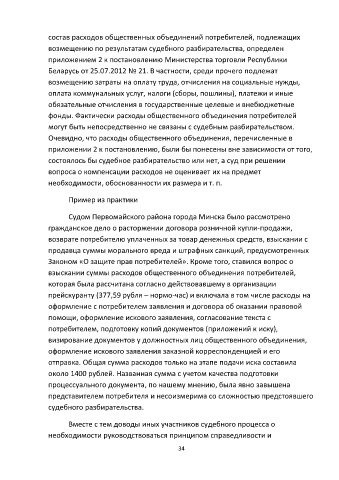 состав расходов общественных объединений потребителей, подлежащих
возмещению по результатам судебного разбирательства, определен
приложением 2 к постановлению Министерства торговли Республики
Беларусь от 25.07.2012 № 21. В частности, среди прочего подлежат
возмещению затраты на оплату труда, отчисления на социальные нужды,
оплата коммунальных услуг, налоги (сборы, пошлины), платежи и иные
обязательные отчисления в государственные целевые и внебюджетные
фонды. Фактически расходы общественного объединения потребителей
могут быть непосредственно не связаны с судебным разбирательством.
Очевидно, что расходы общественного объединения, перечисленные в
приложении 2 к постановлению, были бы понесены вне зависимости от того,
состоялось бы судебное разбирательство или нет, а суд при решении
вопроса о компенсации расходов не оценивает их на предмет
необходимости, обоснованности их размера и т. п.
Пример из практики
Судом Первомайского района города Минска было рассмотрено
гражданское дело о расторжении договора розничной купли-продажи,
возврате потребителю уплаченных за товар денежных средств, взыскании с
продавца суммы морального вреда и штрафных санкций, предусмотренных
Законом «О защите прав потребителей». Кроме того, ставился вопрос о
взыскании суммы расходов общественного объединения потребителей,
которая была рассчитана согласно действовавшему в организации
прейскуранту (377,59 рубля – нормо-час) и включала в том числе расходы на
оформление с потребителем заявления и договора об оказании правовой
помощи, оформление искового заявления, согласование текста с
потребителем, подготовку копий документов (приложений к иску),
визирование документов у должностных лиц общественного объединения,
оформление искового заявления заказной корреспонденцией и его
отправка. Общая сумма расходов только на этапе подачи иска составила
около 1400 рублей. Названная сумма с учетом качества подготовки
процессуального документа, по нашему мнению, была явно завышена
представителем потребителя и несоизмерима со сложностью предстоявшего
судебного разбирательства.
Вместе с тем доводы иных участников судебного процесса о
необходимости руководствоваться принципом справедливости и
34